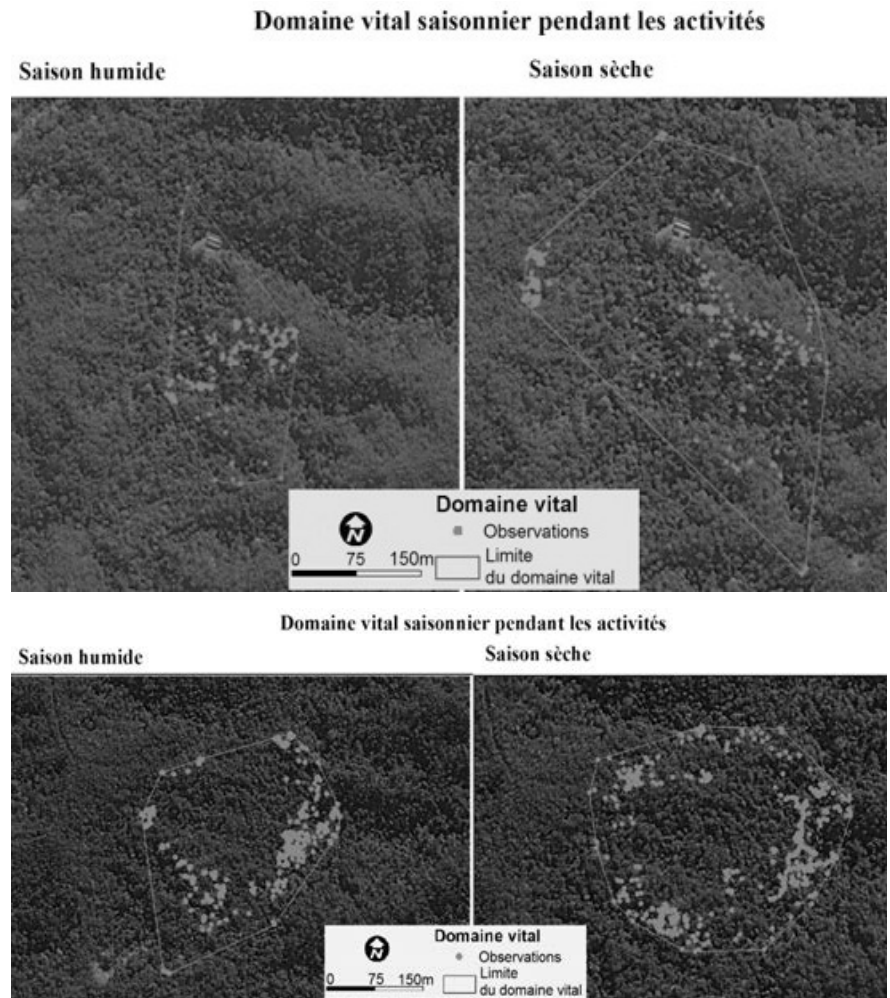 Domaine vital saisonnier pendant les activités
Saison humide
Saison sèche
Domaine vital
Observations
N
0 75 150m
Limite
du domaine vital
Domaine vital saisonnier pendant les activités
Saison humide
Saison sèche
Domaine vital
N
Observations
0 75 150m
Limite
du domaine vital